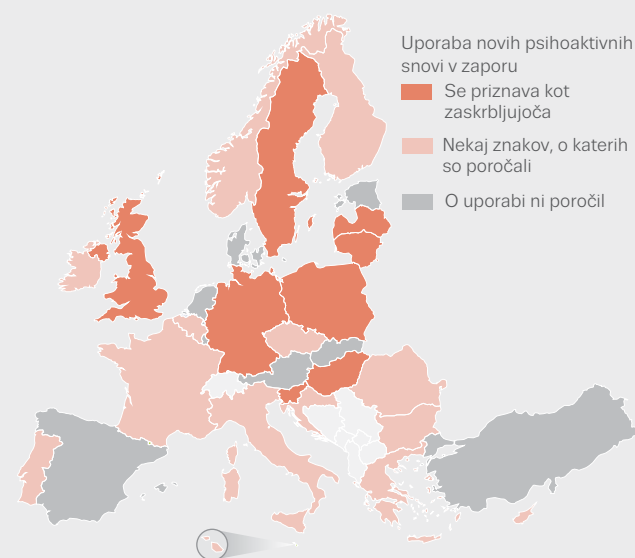 Uporaba novih psihoaktivnih
snovi v zaporu
Se priznava kot
zaskrbljujoča
Nekaj znakov, o katerih
so poročali
O uporabi ni poročil